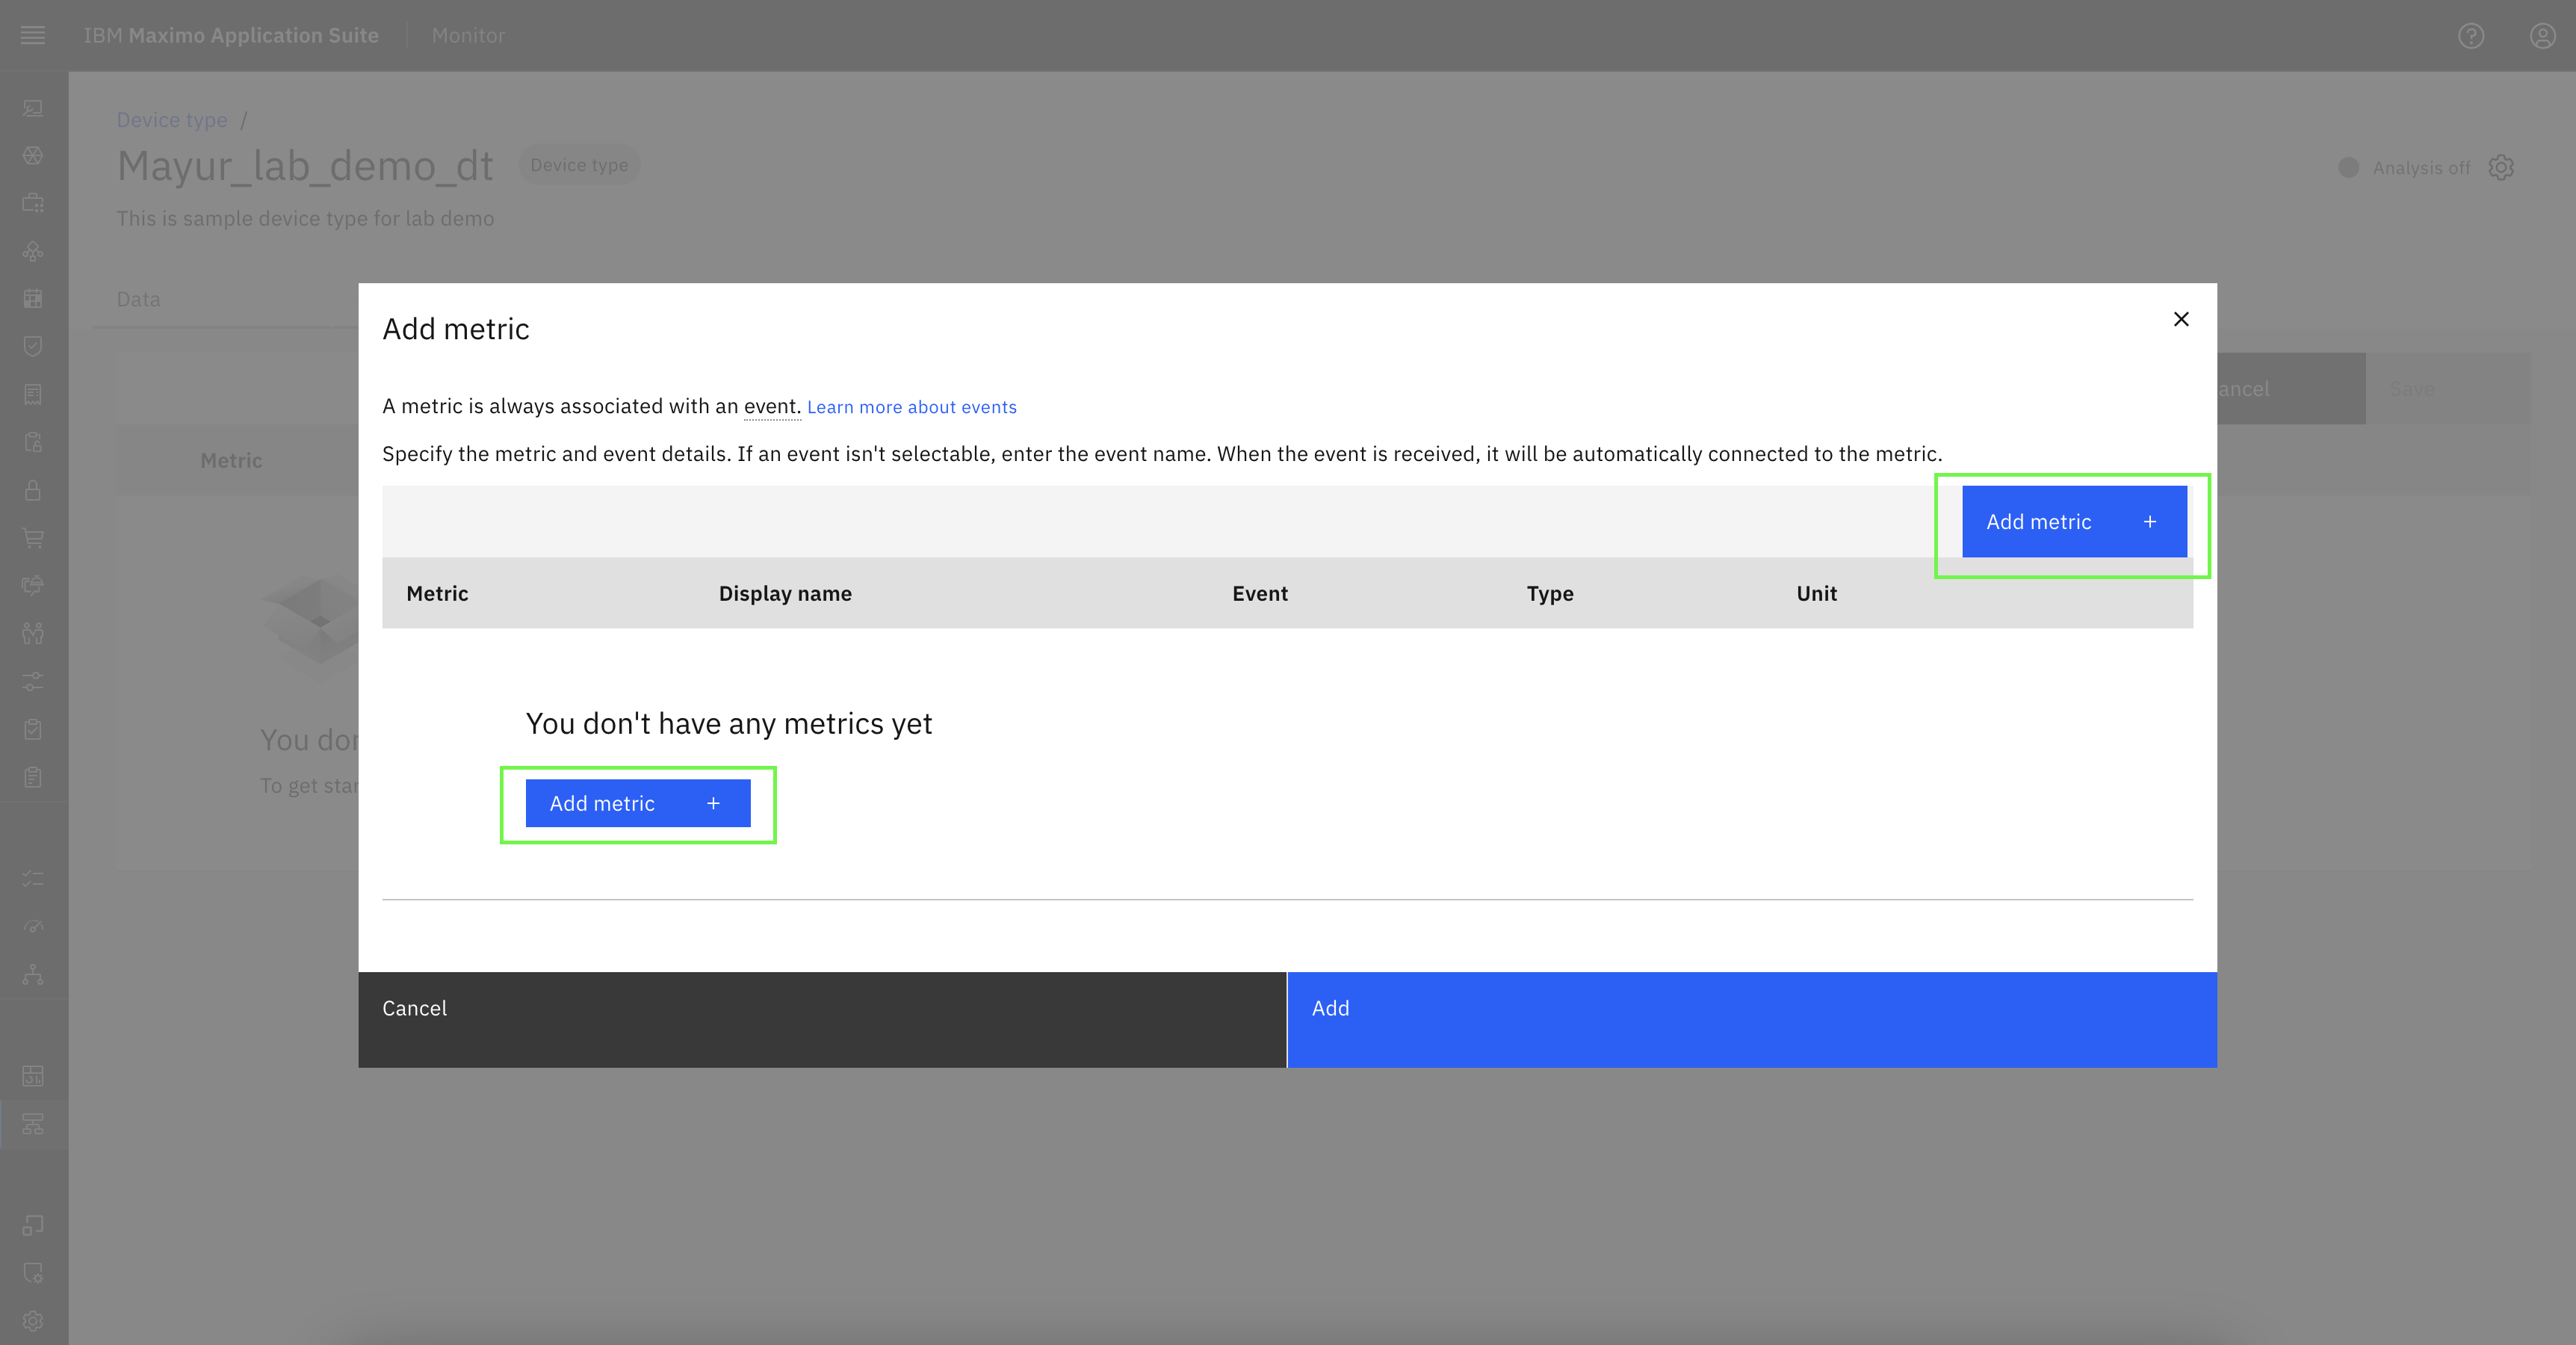 IBM Maximo Application Suite Monitor
Device type /
Mayur_lab_demo_dt Device type
Analysis off
This is sample device type for lab demo
Data
Add metric
A metric is always associated with an event. Learn more about events
ancel Save
Specify the metric and event details. If an event isn't selectable, enter the event name. When the event is received, it will be automatically connected to the metric.
Metric
Add metric +
Metric Display name Event Type Unit
You don't have any metrics yet
You don
To get star
Add metric +
Cancel Add